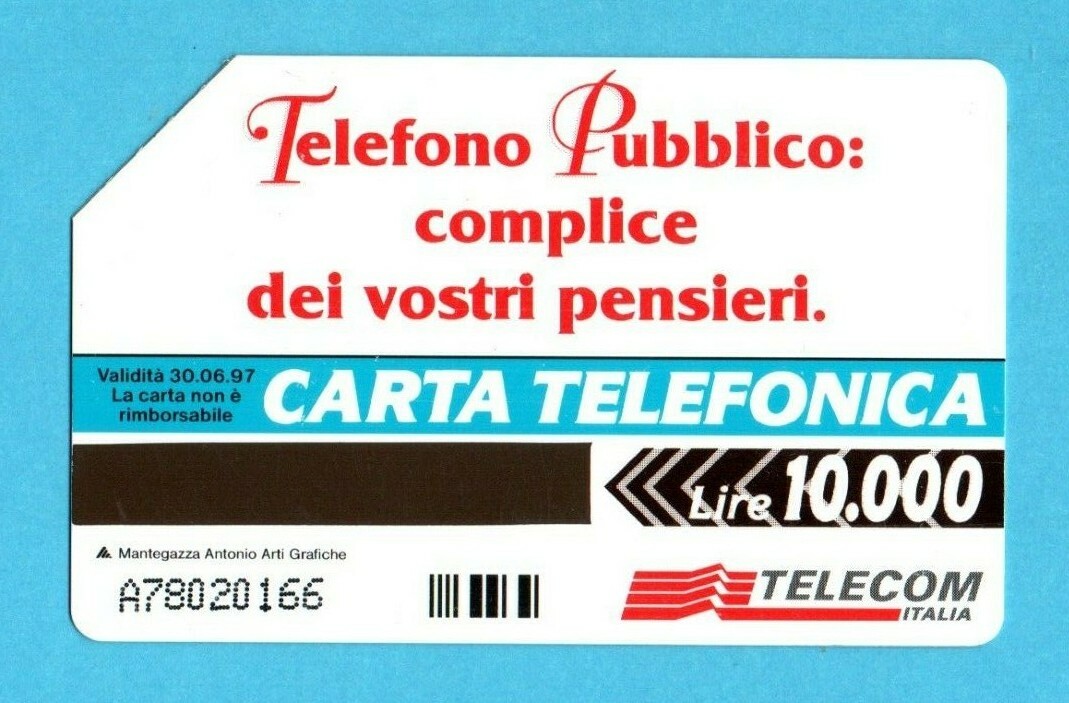 Telefono Pubblico:
complice
dei vostri pensieri.
Validità 30.06.97
La carta non è
rimborsabile
CARTA TELEFONICA
Lire 10.000
Mantegazza Antonio Arti Grafiche
A78020166
TELECOM
ITALIA